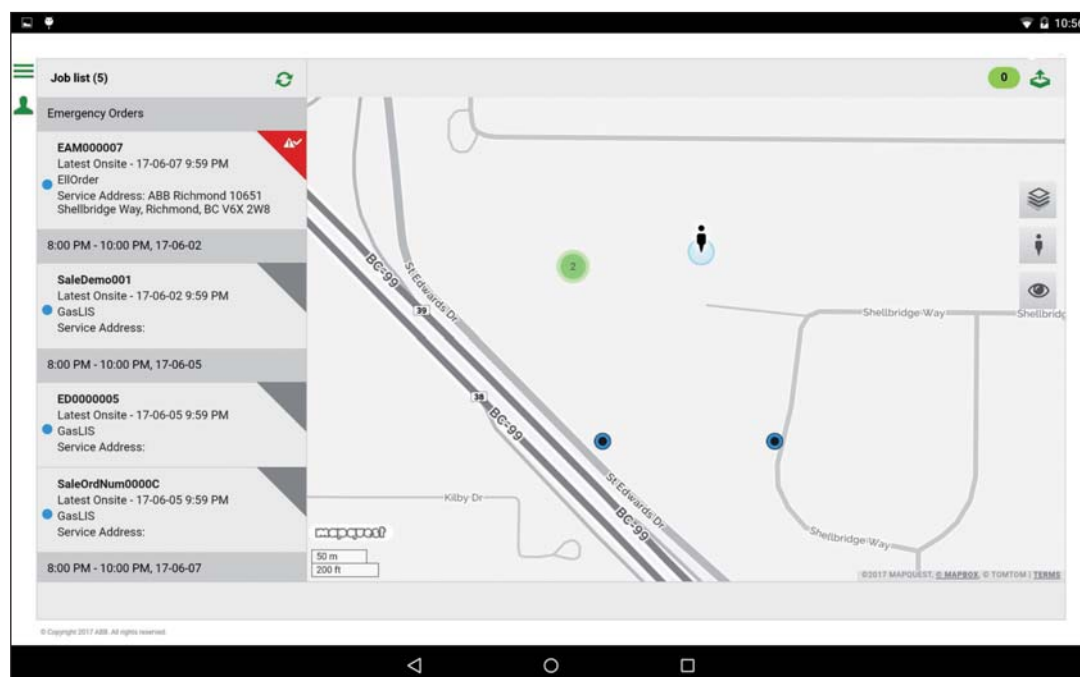 10:56
Job list (5)
0
Emergency Orders
EAM000007
Latest Onsite - 17-06-07 9:59 PM
EllOrder
Service Address: ABB Richmond 10651
Shellbridge Way, Richmond, BC V6X 2W8
8:00 PM - 10:00 PM, 17-06-02
SaleDemo001
Latest Onsite - 17-06-02 9:59 PM
GasLIS
Service Address:
8:00 PM - 10:00 PM, 17-06-05
ED0000005
Latest Onsite - 17-06-05 9:59 PM
GasLIS
Service Address:
SaleOrdNum0000C
Latest Onsite - 17-06-05 9:59 PM
GasLIS
Service Address:
8:00 PM - 10:00 PM, 17-06-07
BC-99
St Edwards Dr
2
39
Shellbridge Way
Shellbridg
38
BC-99
Kilby Dr
St Edwards Dr
BC-99
Shellbridge Way
mapquest
50 m
200 ft
©2017 MAPQUEST, © MAPBOX, © TOMTOM | TERMS
© Copyright 2017 ABB. All rights reserved.